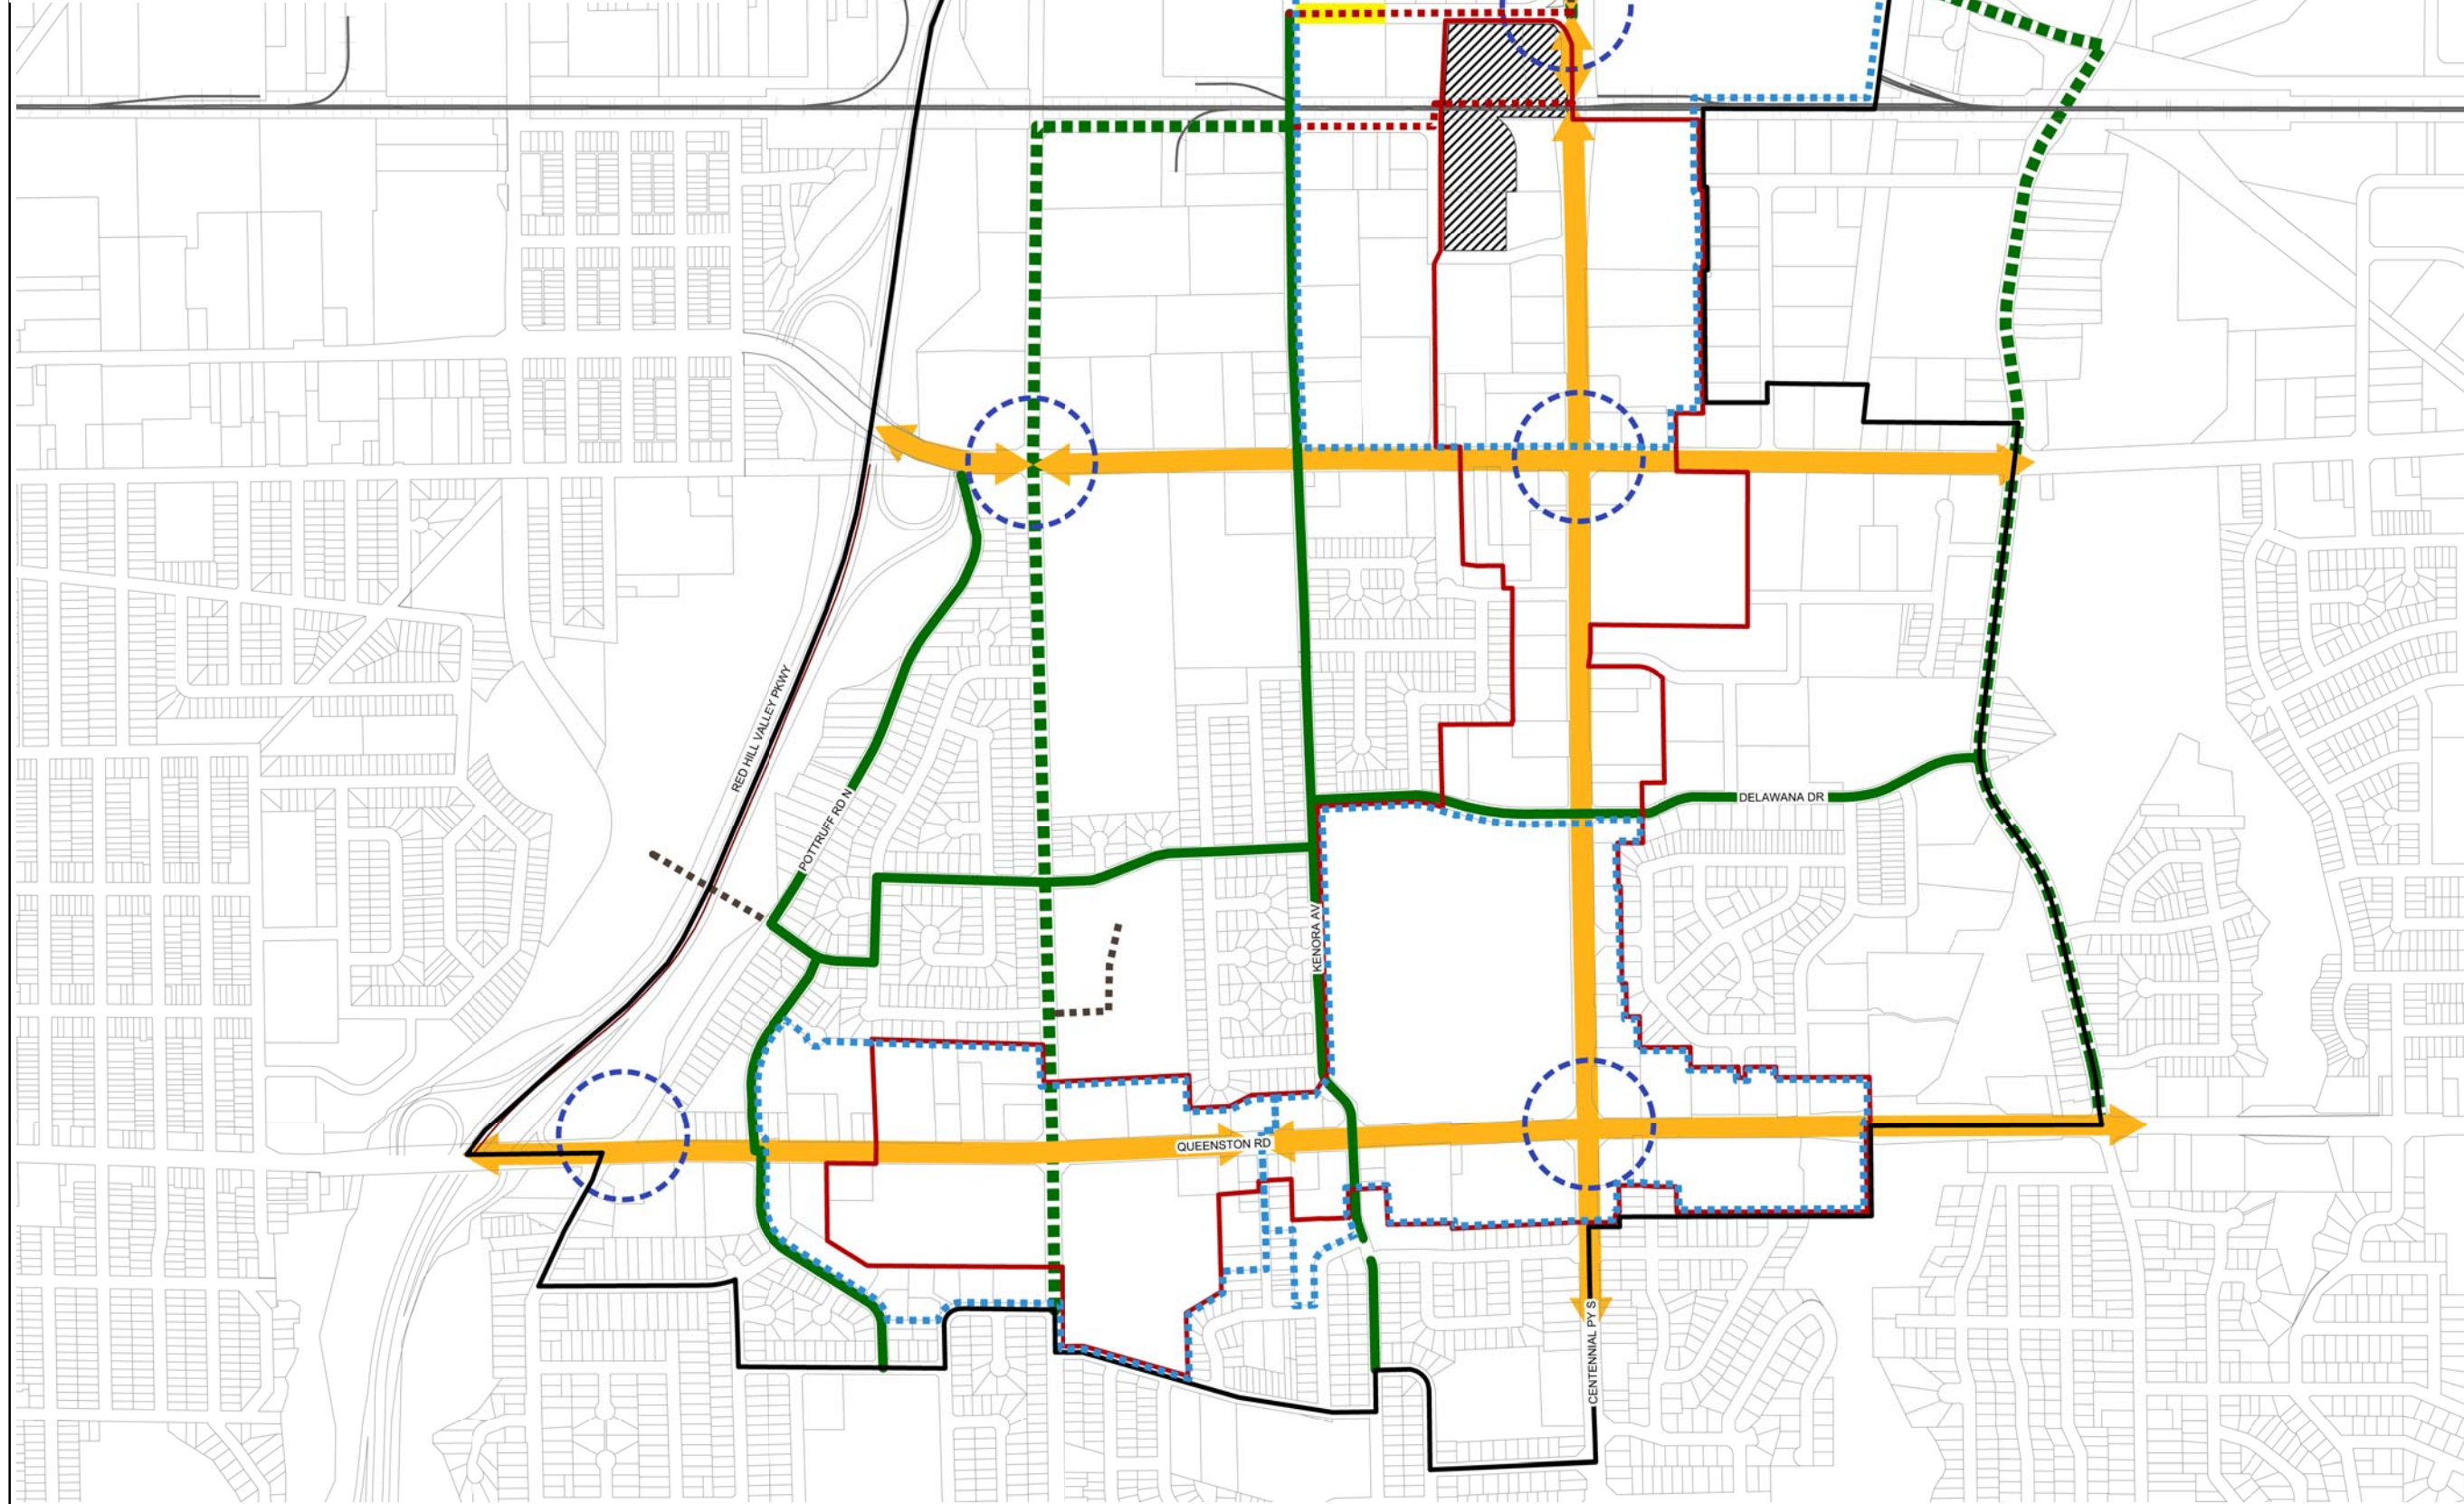 RED HILL VALLEY PKWY
POTTRUFF RD N
DELAWANA DR
KENORA AV
QUEENSTON RD
CENTENNIAL PY S